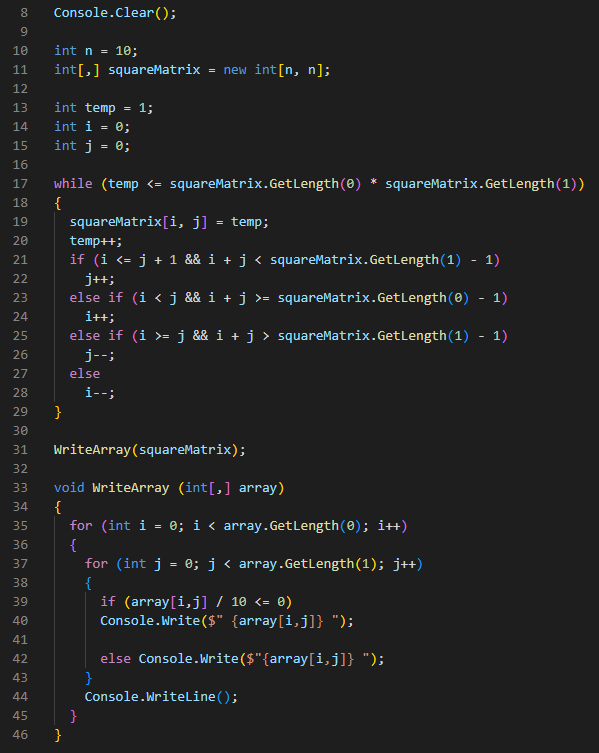 8 Console.Clear();
9
10 int n = 10;
11 int[,] squareMatrix = new int[n, n];
12
13 int temp = 1;
14 int i = 0;
15 int j = 0;
16
17 while (temp <= squareMatrix.GetLength(0) * squareMatrix.GetLength(1))
18 {
19   squareMatrix[i, j] = temp;
20   temp++;
21   if (i <= j + 1 && i + j < squareMatrix.GetLength(1) - 1)
22     j++;
23   else if (i < j && i + j >= squareMatrix.GetLength(0) - 1)
24     i++;
25   else if (i >= j && i + j > squareMatrix.GetLength(1) - 1)
26     j--;
27   else
28     i--;
29 }
30
31 WriteArray(squareMatrix);
32
33 void WriteArray (int[,] array)
34 {
35   for (int i = 0; i < array.GetLength(0); i++)
36   {
37     for (int j = 0; j < array.GetLength(1); j++)
38     {
39       if (array[i,j] / 10 <= 0)
40       Console.Write($" {array[i,j]} ");
41
42       else Console.Write($"{array[i,j]} ");
43     }
44     Console.WriteLine();
45   }
46 }